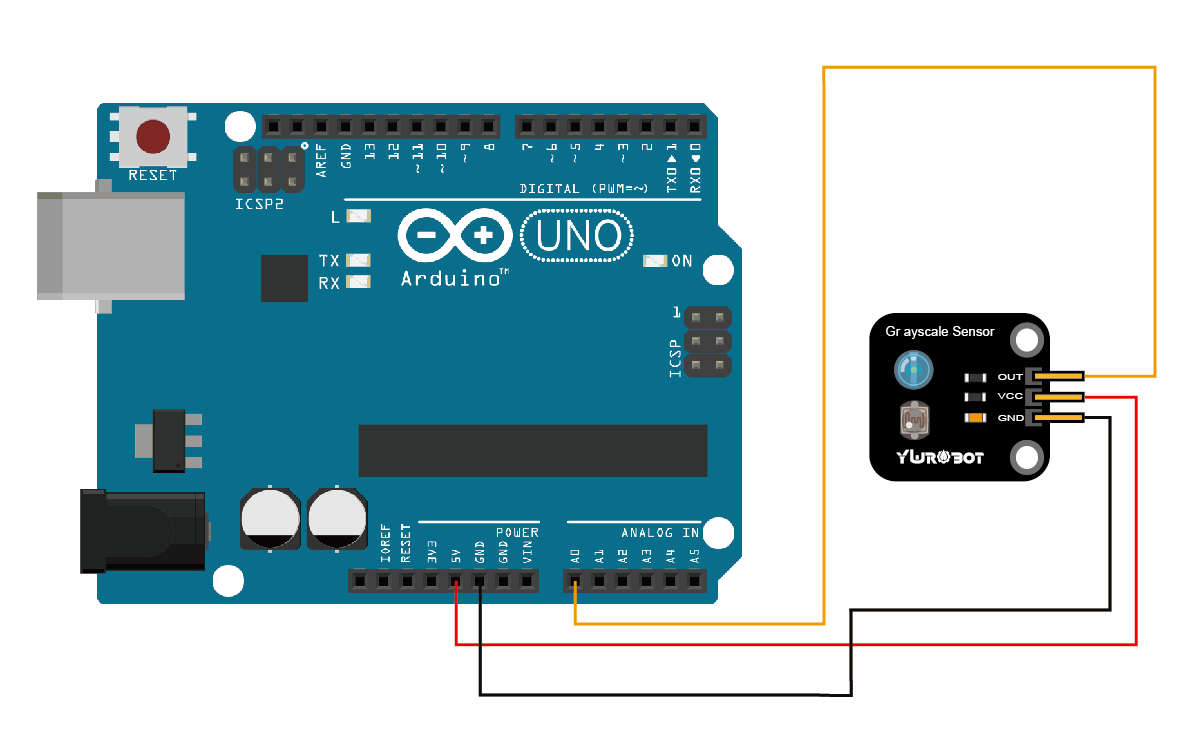 RESET
ICSP2
AREF
GND
13
12
~11
~10
~9
8
7
~6
~5
4
~3
2
TX0▶1
RX0◀0
DIGITAL (PWM=~)
L
TX
RX
UNO
Arduino™
ON
1
ICSP
POWER
ANALOG IN
IOREF
RESET
3V3
5V
GND
GND
VIN
A0
A1
A2
A3
A4
A5
Gr ayscale Sensor
OUT
VCC
GND
YWROBOT